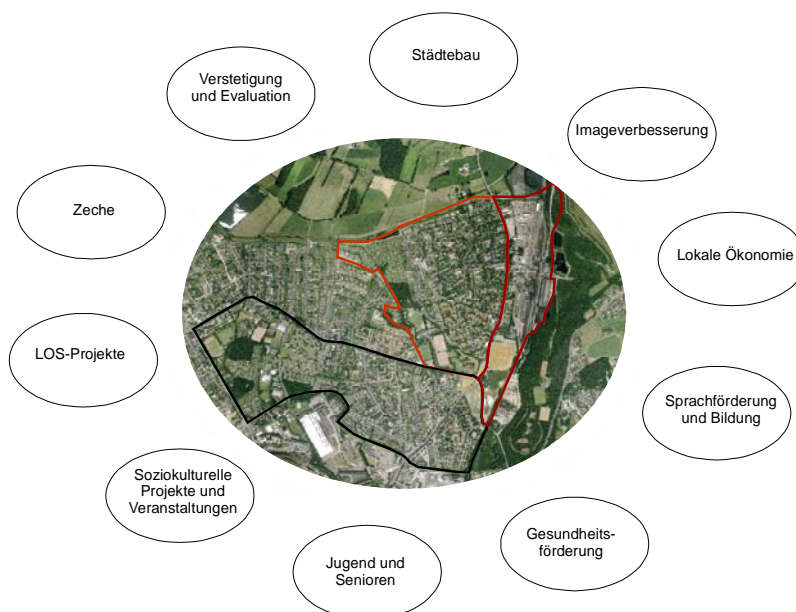 Städtebau
Verstetigung
und Evaluation
Imageverbesserung
Zeche
Lokale Ökonomie
LOS-Projekte
Sprachförderung
und Bildung
Soziokulturelle
Projekte und
Veranstaltungen
Gesundheits-
förderung
Jugend und
Senioren